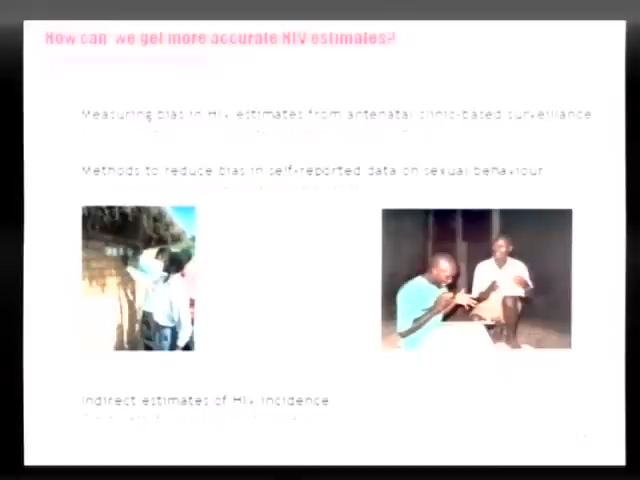 How can we get more accurate HIV estimates?
Measuring bias in HIV estimates from antenatal clinic-based surveillance
Methods to reduce bias in self-reported data on sexual behaviour
Indirect estimates of HIV incidence